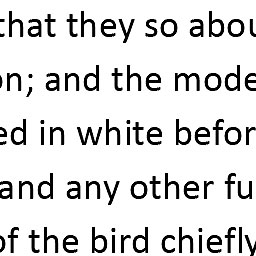 that they so abou
on; and the mode
ed in white befor
and any other fu
of the bird chiefly